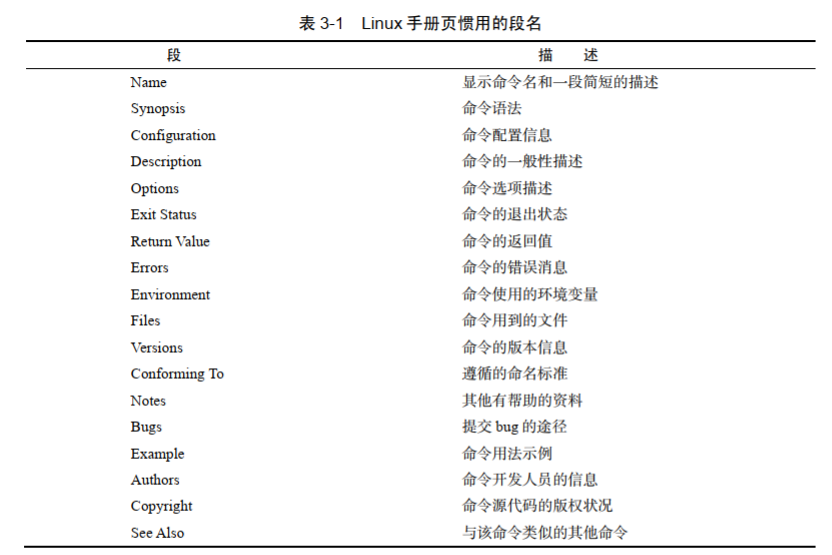 表 3-1 Linux 手册页惯用的段名
段 描 述
Name 显示命令名和一段简短的描述
Synopsis 命令语法
Configuration 命令配置信息
Description 命令的一般性描述
Options 命令选项描述
Exit Status 命令的退出状态
Return Value 命令的返回值
Errors 命令的错误消息
Environment 命令使用的环境变量
Files 命令用到的文件
Versions 命令的版本信息
Conforming To 遵循的命名标准
Notes 其他有帮助的资料
Bugs 提交 bug 的途径
Example 命令用法示例
Authors 命令开发人员的信息
Copyright 命令源代码的版权状况
See Also 与该命令类似的其他命令